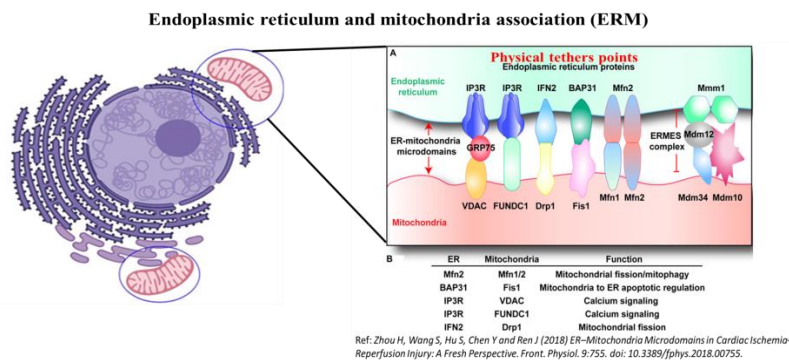 Endoplasmic reticulum and mitochondria association (ERM)
A
Physical tethers points
Endoplasmic reticulum proteins
Endoplasmic
reticulum
IP3R IP3R IFN2 BAP31 Mfn2 Mmm1
ER-mitochondria
microdomains
GRP75
ERMES
complex
Mdm12
VDAC FUNDC1 Drp1 Fis1 Mfn1 Mfn2 Mdm34 Mdm10
Mitochondria
B
ER Mitochondria Function
Mfn2 Mfn1/2 Mitochondrial fission/mitophagy
BAP31 Fis1 Mitochondria to ER apoptotic regulation
IP3R VDAC Calcium signaling
IP3R FUNDC1 Calcium signaling
IFN2 Drp1 Mitochondrial fission
Ref: Zhou H, Wang S, Hu S, Chen Y and Ren J (2018) ER–Mitochondria Microdomains in Cardiac Ischemia-
Reperfusion Injury: A Fresh Perspective. Front. Physiol. 9:755. doi: 10.3389/fphys.2018.00755.